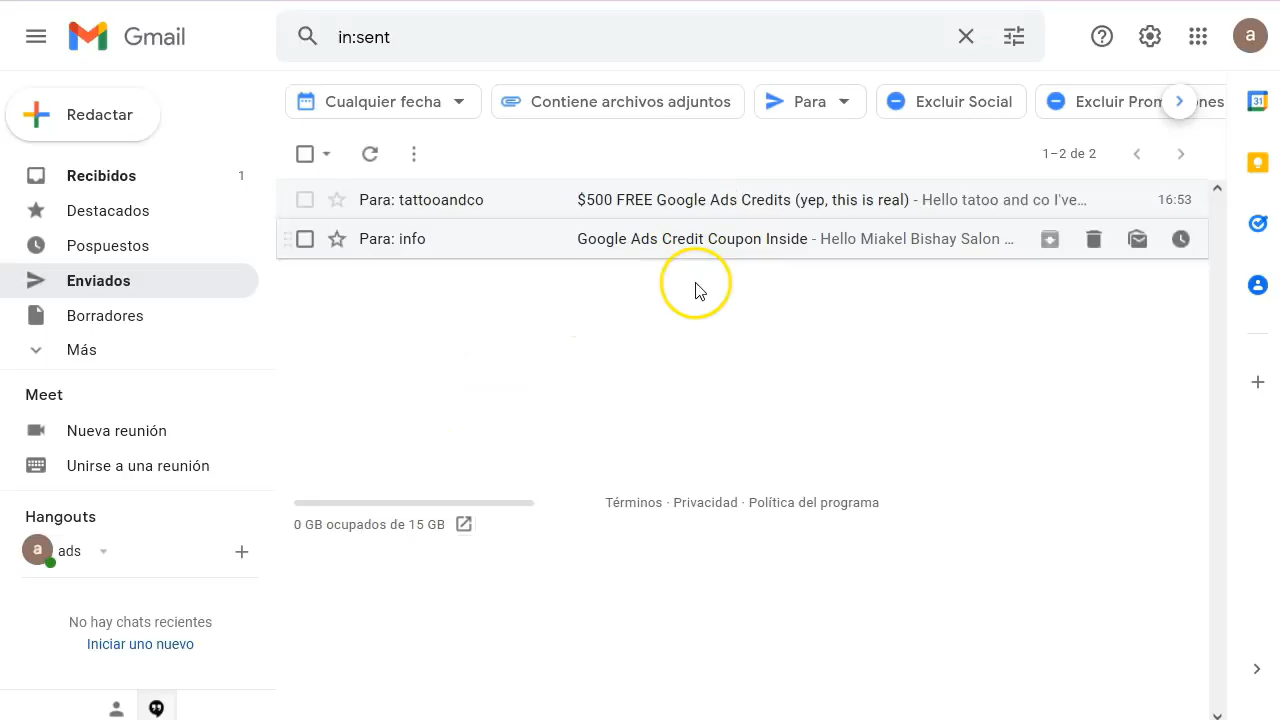 Gmail
in:sent
a
Redactar
Cualquier fecha
Contiene archivos adjuntos
Para
Excluir Social
Excluir Prom
enes
31
1–2 de 2
Recibidos 1
Destacados
Pospuestos
Enviados
Borradores
Más
Para: tattooandco $500 FREE Google Ads Credits (yep, this is real) - Hello tatoo and co I've… 16:53
Para: info Google Ads Credit Coupon Inside - Hello Miakel Bishay Salon …
Meet
Nueva reunión
Unirse a una reunión
Hangouts
a ads
No hay chats recientes
Iniciar uno nuevo
0 GB ocupados de 15 GB
Términos · Privacidad · Política del programa